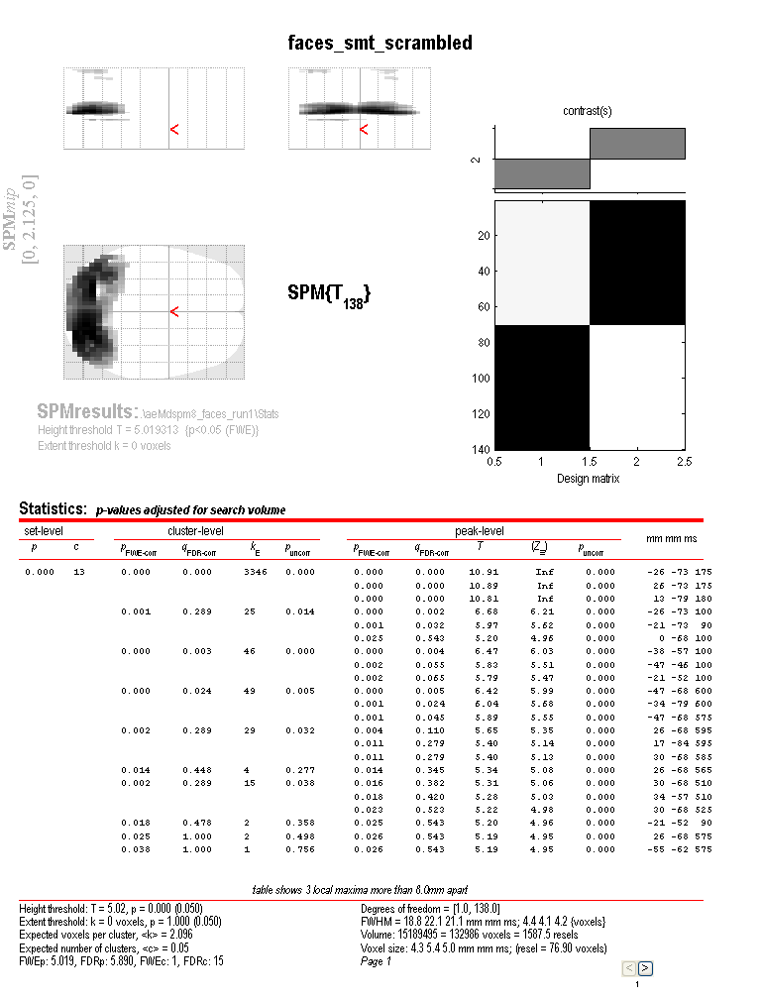 faces_smt_scrambled
contrast(s)
2
<
<
SPMmip
[0, 2.125, 0]
<
SPM{T138}
20
40
60
80
100
120
140
0.5 1 1.5 2 2.5
Design matrix
SPMresults: .\aeMdspm8_faces_run1\Stats
Height threshold T = 5.019313 {p<0.05 (FWE)}
Extent threshold k = 0 voxels
Statistics: p-values adjusted for search volume
set-level cluster-level peak-level mm mm ms
p c pFWE-corr qFDR-corr kE puncorr pFWE-corr qFDR-corr T (Z≡) puncorr
0.000 13 0.000 0.000 3346 0.000 0.000 0.000 10.91 Inf 0.000 -26 -73 175
0.000 0.000 10.89 Inf 0.000 26 -73 175
0.000 0.000 10.81 Inf 0.000 13 -79 180
0.001 0.289 25 0.014 0.000 0.002 6.68 6.21 0.000 -26 -73 100
0.001 0.032 5.97 5.62 0.000 -21 -73 90
0.025 0.543 5.20 4.96 0.000 0 -68 100
0.000 0.003 46 0.000 0.000 0.004 6.47 6.03 0.000 -38 -57 100
0.002 0.055 5.83 5.51 0.000 -47 -46 100
0.002 0.065 5.79 5.47 0.000 -21 -52 100
0.000 0.024 49 0.005 0.000 0.005 6.42 5.99 0.000 -47 -68 600
0.001 0.024 6.04 5.68 0.000 -34 -79 600
0.001 0.045 5.89 5.55 0.000 -47 -68 575
0.002 0.289 29 0.032 0.004 0.110 5.65 5.35 0.000 26 -68 595
0.011 0.279 5.40 5.14 0.000 17 -84 595
0.011 0.279 5.40 5.13 0.000 30 -68 585
0.014 0.448 4 0.277 0.014 0.345 5.34 5.08 0.000 26 -68 565
0.002 0.289 15 0.038 0.016 0.382 5.31 5.06 0.000 30 -68 510
0.018 0.420 5.28 5.03 0.000 34 -57 510
0.023 0.523 5.22 4.98 0.000 30 -68 525
0.018 0.478 2 0.358 0.025 0.543 5.20 4.96 0.000 -21 -52 90
0.025 1.000 2 0.498 0.026 0.543 5.19 4.95 0.000 26 -68 575
0.038 1.000 1 0.756 0.026 0.543 5.19 4.95 0.000 -55 -62 575
table shows 3 local maxima more than 8.0mm apart
Height threshold: T = 5.02, p = 0.000 (0.050)
Extent threshold: k = 0 voxels, p = 1.000 (0.050)
Expected voxels per cluster, <k> = 2.096
Expected number of clusters, <c> = 0.05
FWEp: 5.019, FDRp: 5.890, FWEc: 1, FDRc: 15
Degrees of freedom = [1.0, 138.0]
FWHM = 18.8 22.1 21.1 mm mm ms; 4.4 4.1 4.2 {voxels}
Volume: 15189495 = 132986 voxels = 1587.5 resels
Voxel size: 4.3 5.4 5.0 mm mm ms; (resel = 76.90 voxels)
Page 1
< >
1